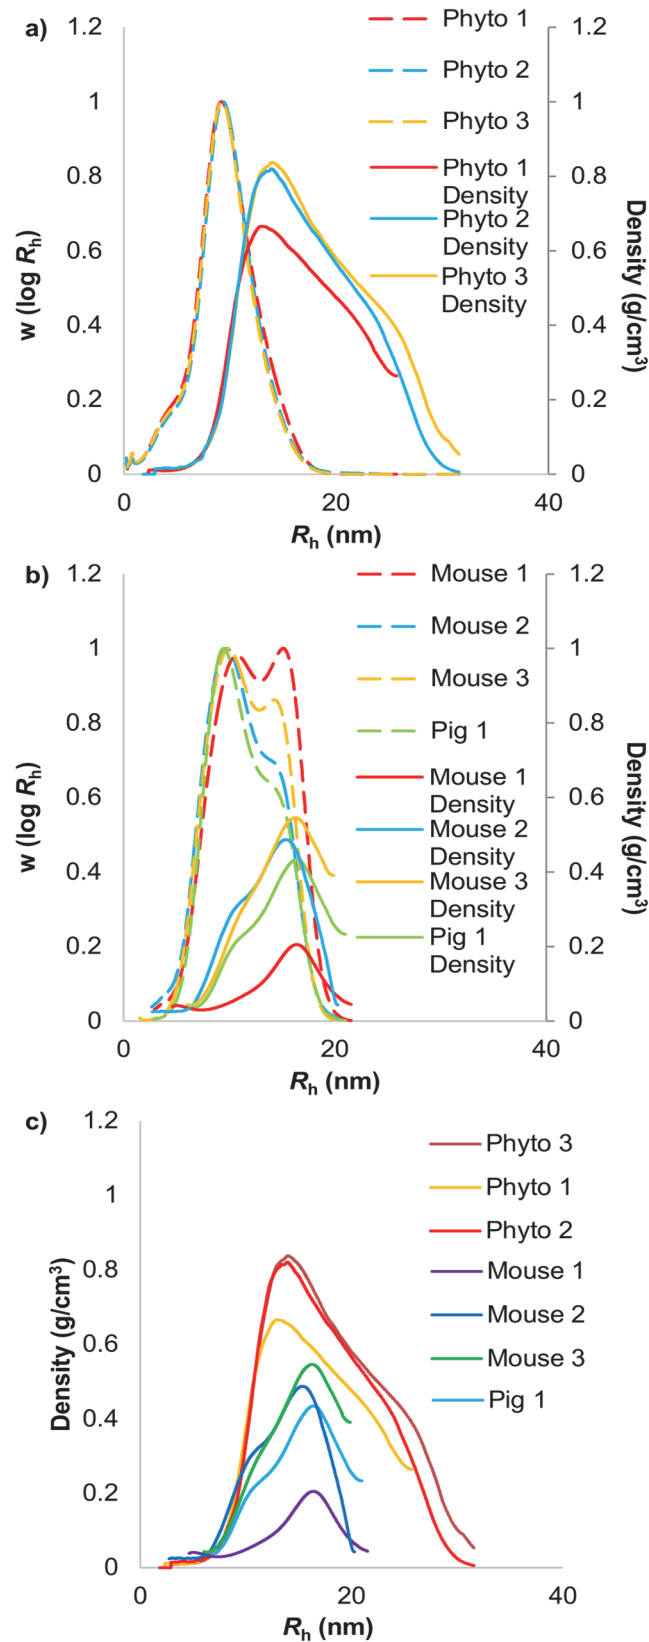 a)
1.2
1
0.8
0.6
0.4
0.2
0
w (log Rh)
0
20
40
Rh (nm)
1.2
1
0.8
0.6
0.4
0.2
0
Density (g/cm³)
Phyto 1
Phyto 2
Phyto 3
Phyto 1
Density
Phyto 2
Density
Phyto 3
Density
b)
1.2
1
0.8
0.6
0.4
0.2
0
w (log Rh)
0
20
40
Rh (nm)
1.2
1
0.8
0.6
0.4
0.2
0
Density (g/cm³)
Mouse 1
Mouse 2
Mouse 3
Pig 1
Mouse 1
Density
Mouse 2
Density
Mouse 3
Density
Pig 1
Density
c)
1.2
1
0.8
0.6
0.4
0.2
0
Density (g/cm³)
0
20
40
Rh (nm)
Phyto 3
Phyto 1
Phyto 2
Mouse 1
Mouse 2
Mouse 3
Pig 1